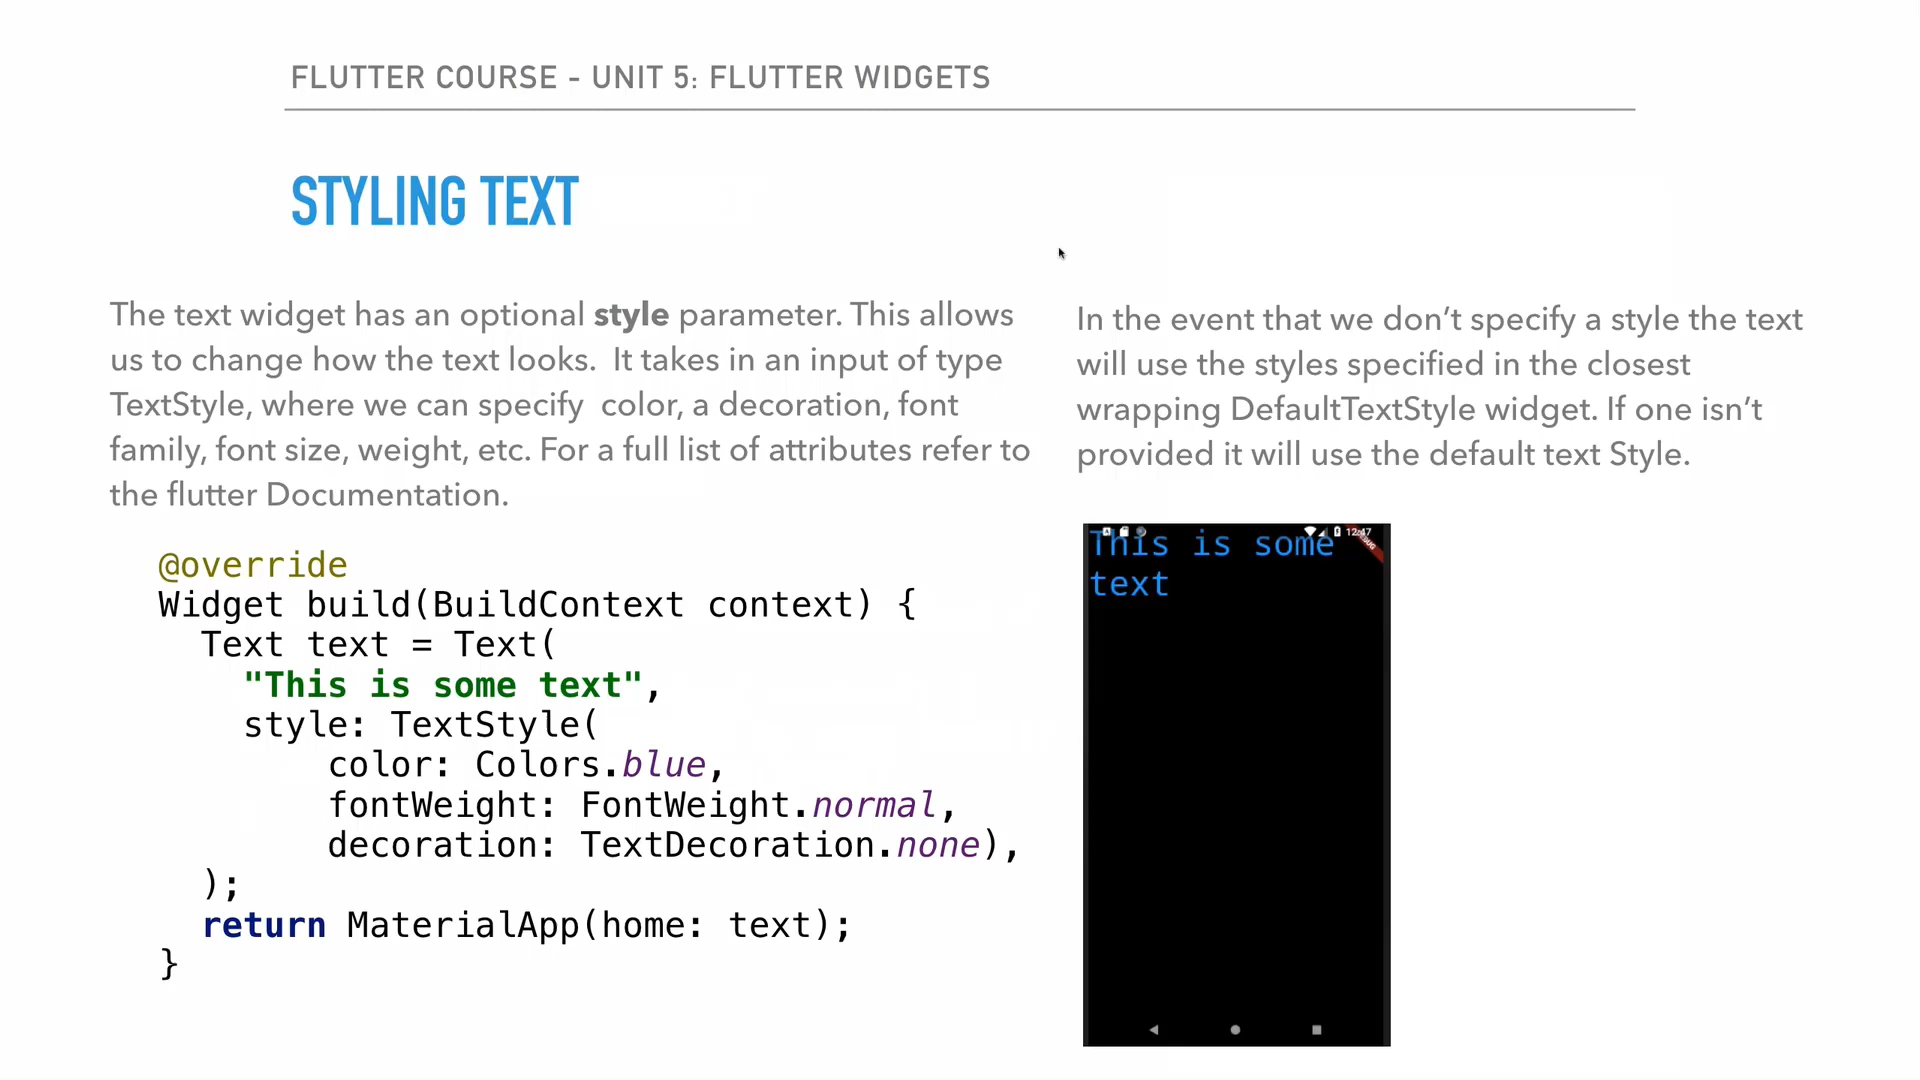 FLUTTER COURSE - UNIT 5: FLUTTER WIDGETS
STYLING TEXT
The text widget has an optional style parameter. This allows
us to change how the text looks.  It takes in an input of type
TextStyle, where we can specify  color, a decoration, font
family, font size, weight, etc. For a full list of attributes refer to
the flutter Documentation.
@override
Widget build(BuildContext context) {
  Text text = Text(
    "This is some text",
    style: TextStyle(
        color: Colors.blue,
        fontWeight: FontWeight.normal,
        decoration: TextDecoration.none),
  );
  return MaterialApp(home: text);
}
In the event that we don’t specify a style the text
will use the styles specified in the closest
wrapping DefaultTextStyle widget. If one isn’t
provided it will use the default text Style.
12:47
This is some
text